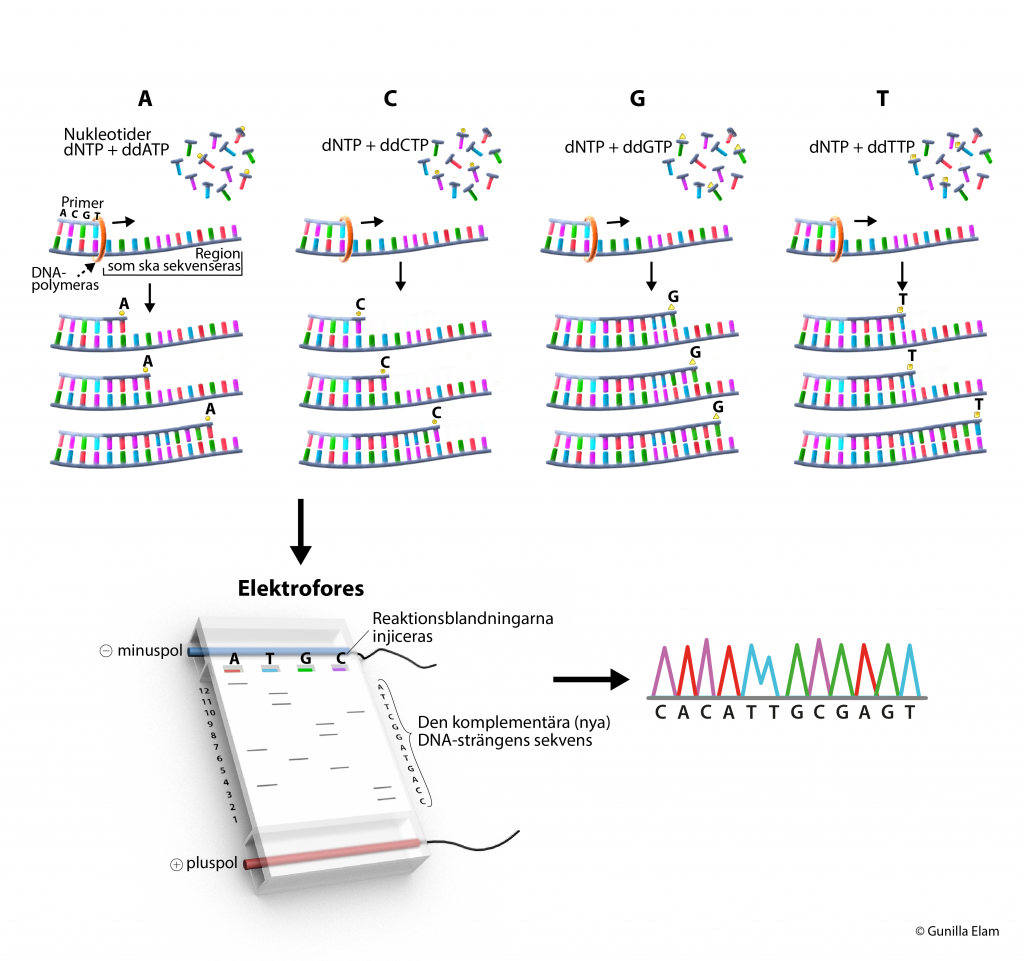 A
C
G
T
Nukleotider
dNTP + ddATP
dNTP + ddCTP
dNTP + ddGTP
dNTP + ddTTP
Primer
A C G T
DNA-
polymeras
Region
som ska sekvenseras
A
C
G
T
A
C
G
T
A
C
G
T
Elektrofores
Reaktionsblandningarna
injiceras
− minuspol
A T G C
12
11
10
9
8
7
6
5
4
3
2
1
A
T
T
C
G
G
A
T
G
A
C
C
Den komplementära (nya)
DNA-strängens sekvens
+ pluspol
C A C A T T G C G A G T
© Gunilla Elam